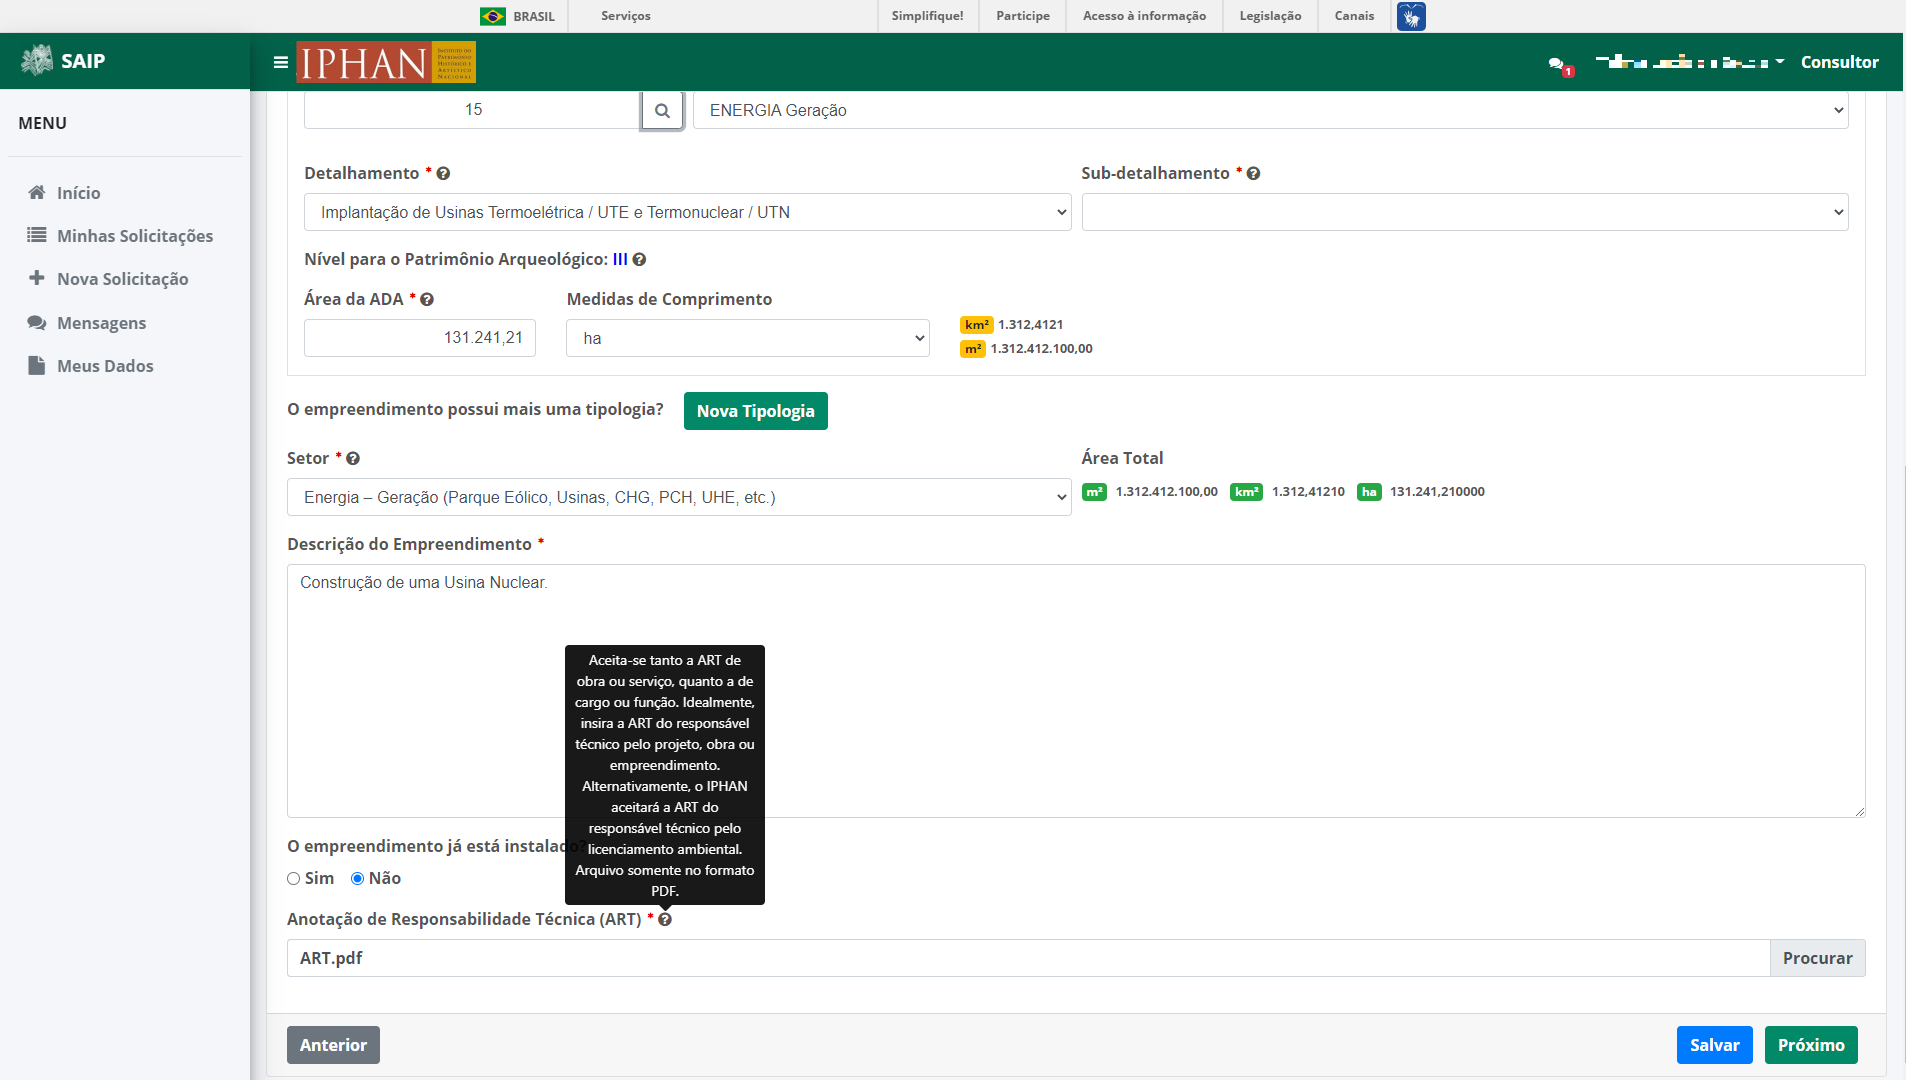 BRASIL Serviços Simplifique! Participe Acesso à informação Legislação Canais
SAIP
IPHAN
INSTITUTO DO
PATRIMÔNIO
HISTÓRICO E
ARTÍSTICO
NACIONAL
1
Consultor
MENU
Início
Minhas Solicitações
Nova Solicitação
Mensagens
Meus Dados
15 ENERGIA Geração
Detalhamento * Sub-detalhamento *
Implantação de Usinas Termoelétrica / UTE e Termonuclear / UTN
Nível para o Patrimônio Arqueológico: III
Área da ADA * Medidas de Comprimento
131.241,21 ha
km² 1.312,4121
m² 1.312.412.100,00
O empreendimento possui mais uma tipologia? Nova Tipologia
Setor * Área Total
Energia – Geração (Parque Eólico, Usinas, CHG, PCH, UHE, etc.)
m² 1.312.412.100,00 km² 1.312,41210 ha 131.241,210000
Descrição do Empreendimento *
Construção de uma Usina Nuclear.
Aceita-se tanto a ART de
obra ou serviço, quanto a de
cargo ou função. Idealmente,
insira a ART do responsável
técnico pelo projeto, obra ou
empreendimento.
Alternativamente, o IPHAN
aceitará a ART do
responsável técnico pelo
licenciamento ambiental.
Arquivo somente no formato
PDF.
O empreendimento já está instalado?
Sim Não
Anotação de Responsabilidade Técnica (ART) *
ART.pdf Procurar
Anterior Salvar Próximo